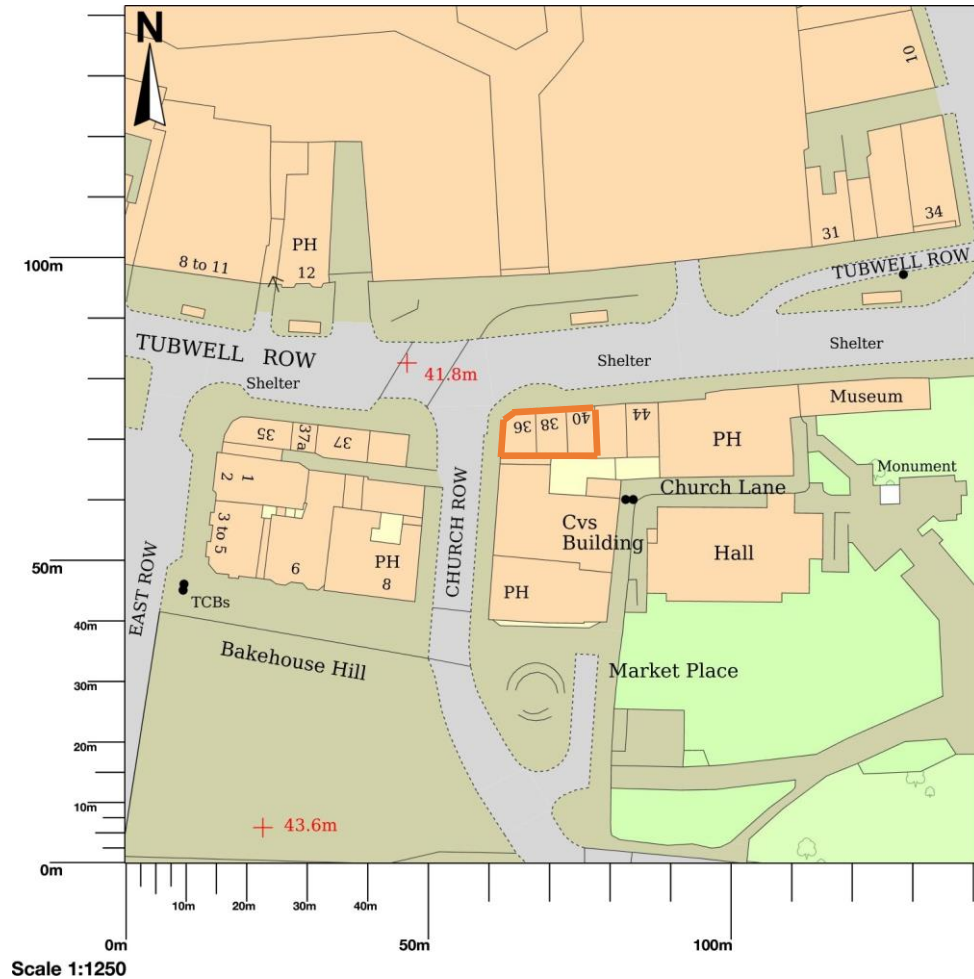 N
10
PH
12
8 to 11
31
34
TUBWELL ROW
100m
TUBWELL ROW
Shelter
41.8m
Shelter
Shelter
35
37a
37
36
38
40
44
PH
Museum
Monument
1
2
3 to 5
6
PH
8
CHURCH ROW
Church Lane
Cvs
Building
Hall
PH
50m
EAST ROW
TCBs
40m
Bakehouse Hill
Market Place
30m
20m
10m
43.6m
0m
10m
20m
30m
40m
0m
50m
100m
Scale 1:1250